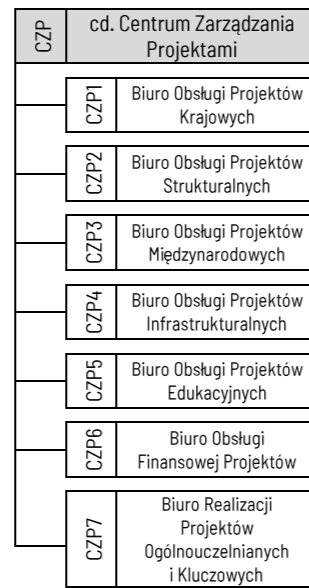 CZP
cd. Centrum Zarządzania
Projektami
CZP1
Biuro Obsługi Projektów
Krajowych
CZP2
Biuro Obsługi Projektów
Strukturalnych
CZP3
Biuro Obsługi Projektów
Międzynarodowych
CZP4
Biuro Obsługi Projektów
Infrastrukturalnych
CZP5
Biuro Obsługi Projektów
Edukacyjnych
CZP6
Biuro Obsługi
Finansowej Projektów
CZP7
Biuro Realizacji
Projektów
Ogólnouczelnianych
i Kluczowych